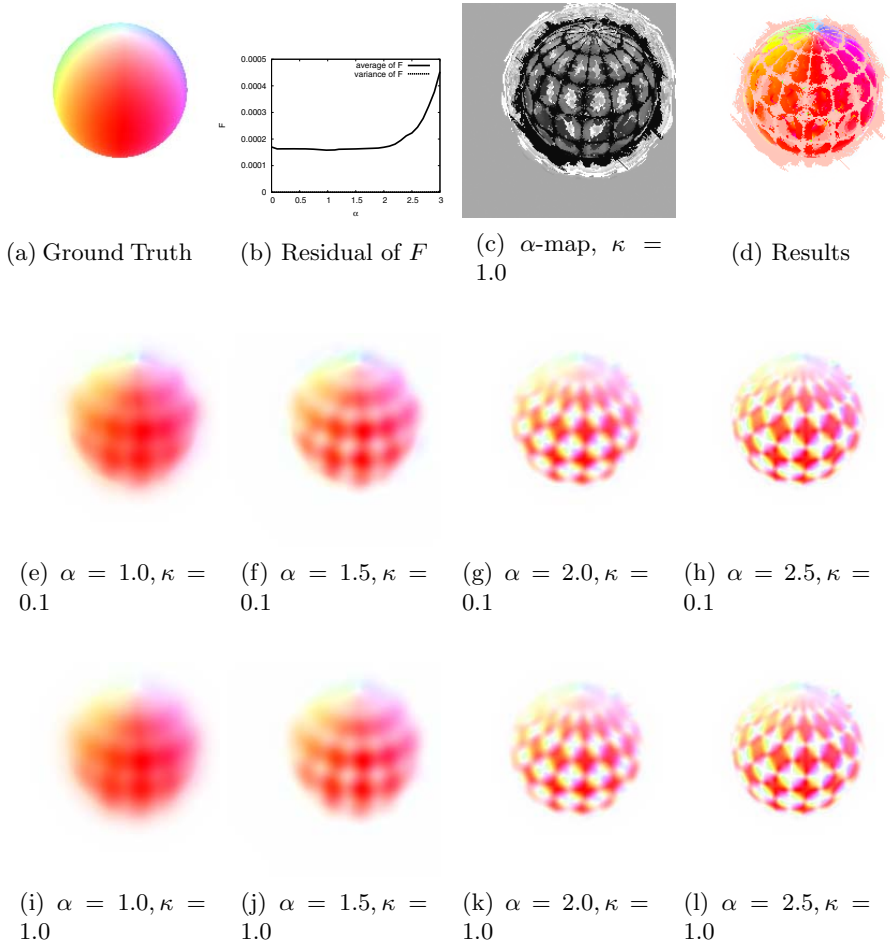 0.0005
0.0004
0.0003
0.0002
0.0001
0
F
average of F
variance of F
0 0.5 1 1.5 2 2.5 3
α
(a) Ground Truth
(b) Residual of F
(c) α-map, κ =
1.0
(d) Results
(e) α = 1.0, κ =
0.1
(f) α = 1.5, κ =
0.1
(g) α = 2.0, κ =
0.1
(h) α = 2.5, κ =
0.1
(i) α = 1.0, κ =
1.0
(j) α = 1.5, κ =
1.0
(k) α = 2.0, κ =
1.0
(l) α = 2.5, κ =
1.0